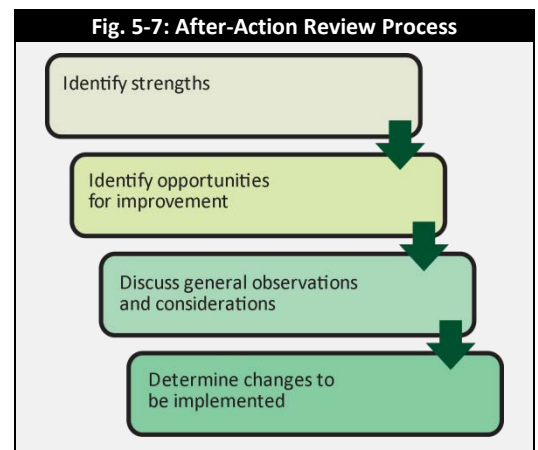 Fig. 5-7: After-Action Review Process
Identify strengths
Identify opportunities
for improvement
Discuss general observations
and considerations
Determine changes to
be implemented